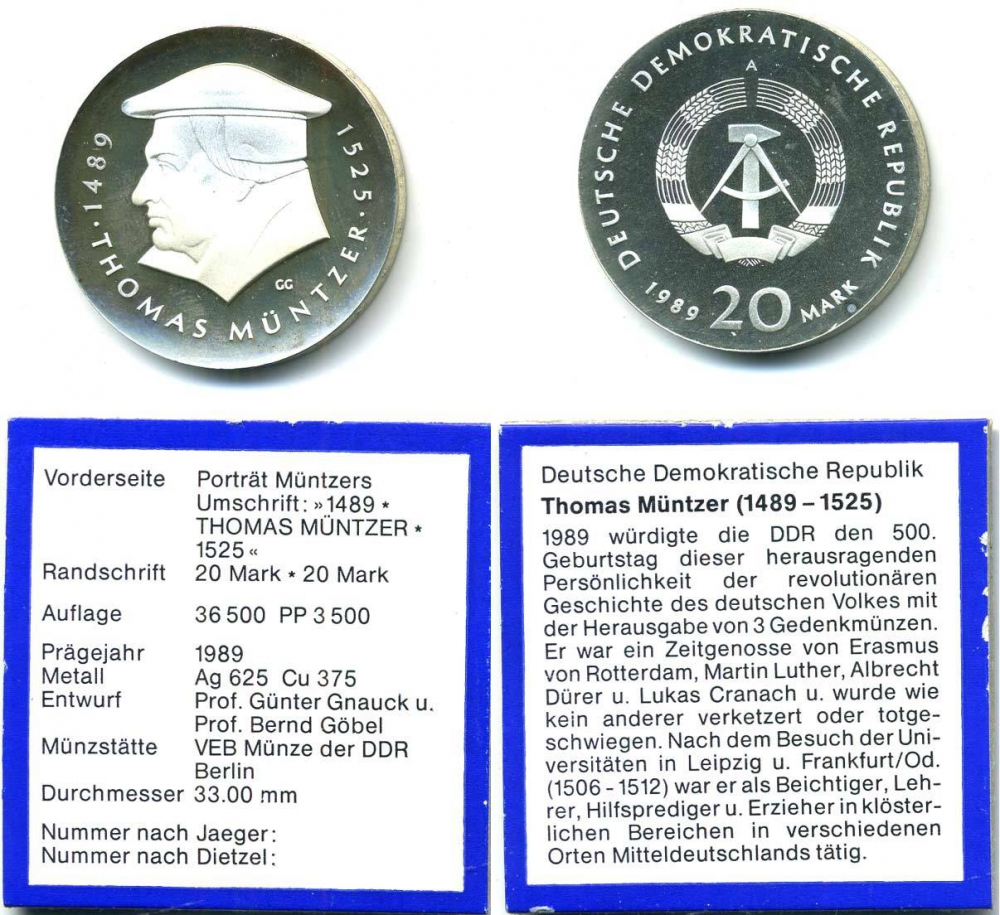 ·1489·THOMAS MÜNTZER·1525
GG
DEUTSCHE DEMOKRATISCHE REPUBLIK
A
1989 20 MARK
Vorderseite Porträt Müntzers
Umschrift: »1489 *
THOMAS MÜNTZER *
1525 «
Randschrift 20 Mark * 20 Mark
Auflage 36 500 PP 3 500
Prägejahr 1989
Metall Ag 625 Cu 375
Entwurf Prof. Günter Gnauck u.
Prof. Bernd Göbel
Münzstätte VEB Münze der DDR
Berlin
Durchmesser 33.00 mm
Nummer nach Jaeger:
Nummer nach Dietzel:
Deutsche Demokratische Republik
Thomas Müntzer (1489 – 1525)
1989 würdigte die DDR den 500.
Geburtstag dieser herausragenden
Persönlichkeit der revolutionären
Geschichte des deutschen Volkes mit
der Herausgabe von 3 Gedenkmünzen.
Er war ein Zeitgenosse von Erasmus
von Rotterdam, Martin Luther, Albrecht
Dürer u. Lukas Cranach u. wurde wie
kein anderer verketzert oder totge-
schwiegen. Nach dem Besuch der Uni-
versitäten in Leipzig u. Frankfurt/Od.
(1506 - 1512) war er als Beichtiger, Leh-
rer, Hilfsprediger u. Erzieher in klöster-
lichen Bereichen in verschiedenen
Orten Mitteldeutschlands tätig.